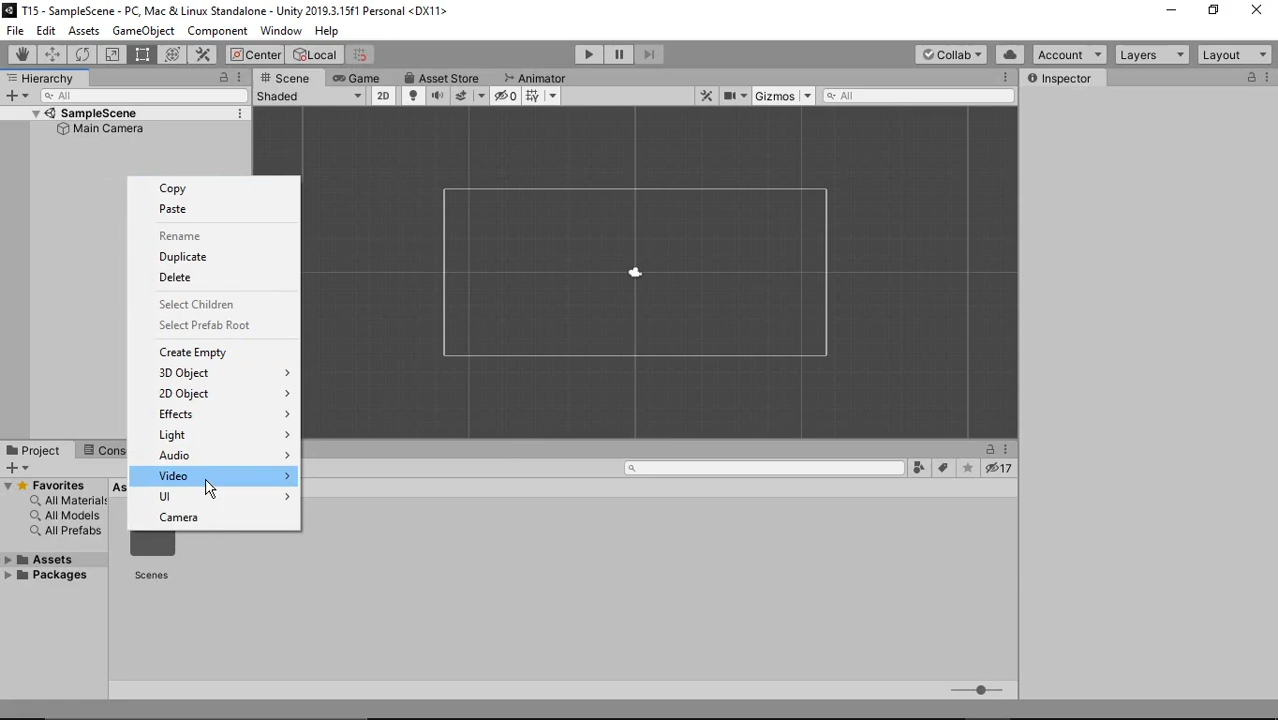 T15 - SampleScene - PC, Mac & Linux Standalone - Unity 2019.3.15f1 Personal <DX11>
File Edit Assets GameObject Component Window Help
Center Local Collab Account Layers Layout
Hierarchy Scene Game Asset Store Animator Inspector
All Shaded 2D 0 Gizmos All
SampleScene
Main Camera
Copy
Paste
Rename
Duplicate
Delete
Select Children
Select Prefab Root
Create Empty
3D Object
2D Object
Effects
Light
Audio
Video
UI
Camera
Project Cons
17
Favorites As
All Materials
All Models
All Prefabs
Assets
Packages
Scenes